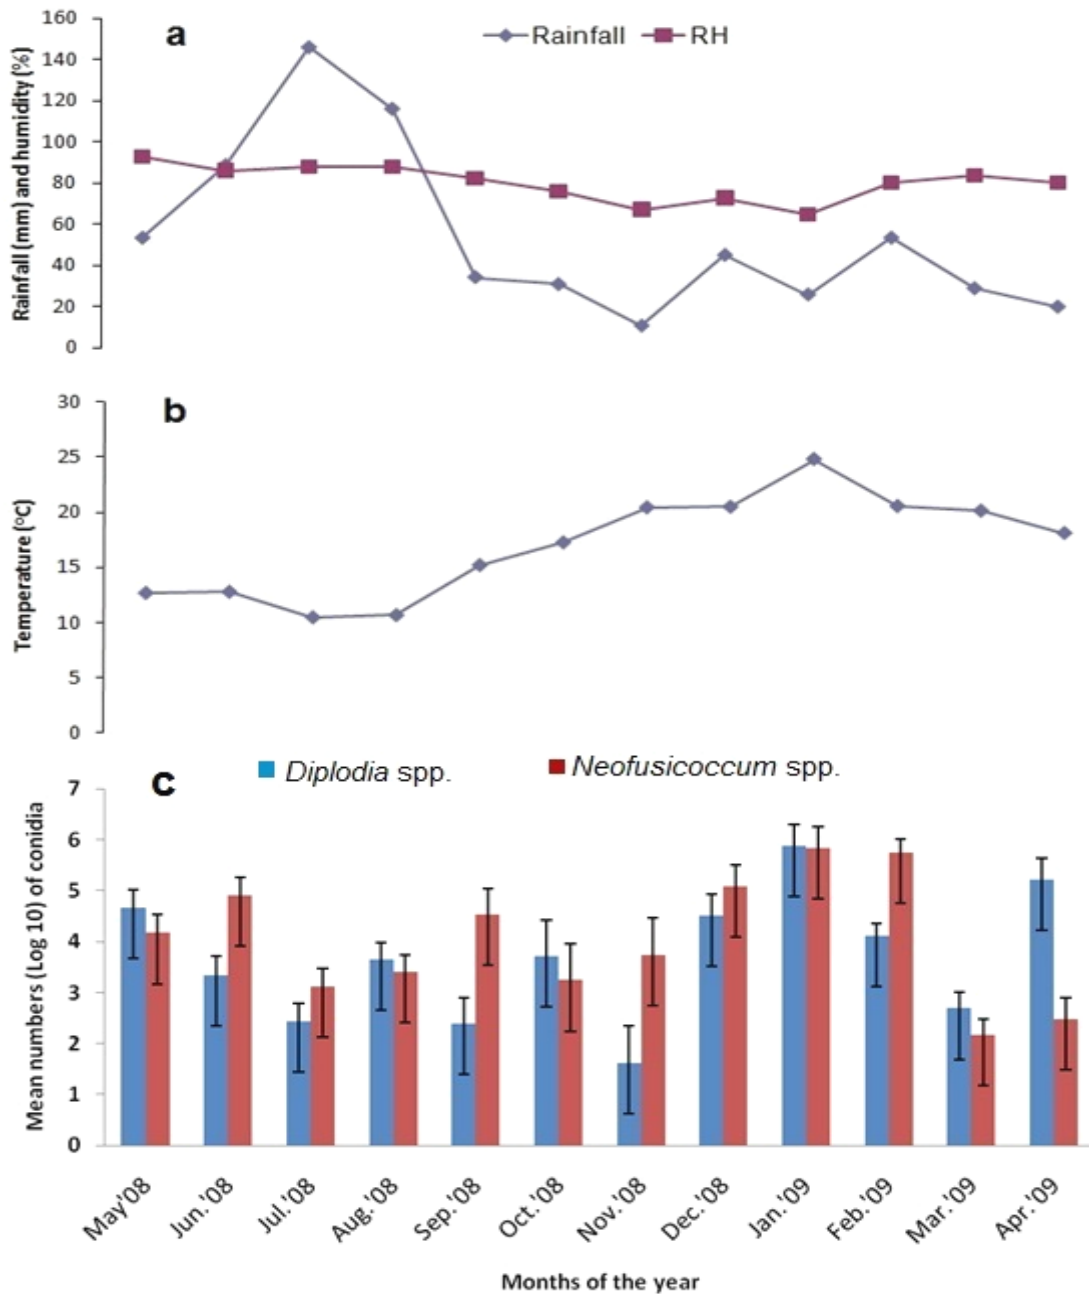 a
Rainfall RH
Rainfall (mm) and humidity (%)
160
140
120
100
80
60
40
20
0
b
Temperature (°C)
30
25
20
15
10
5
0
Diplodia spp. Neofusicoccum spp.
c
Mean numbers (Log 10) of conidia
7
6
5
4
3
2
1
0
May'08 Jun.'08 Jul.'08 Aug.'08 Sep.'08 Oct.'08 Nov.'08 Dec.'08 Jan.'09 Feb.'09 Mar.'09 Apr.'09
Months of the year